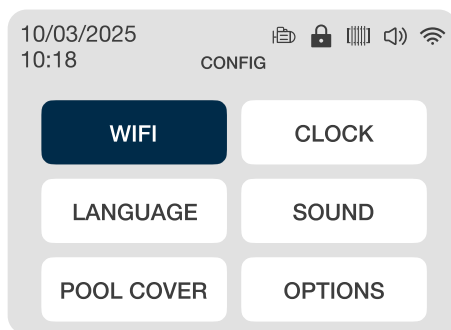 10/03/2025
10:18
CONFIG
WIFI
CLOCK
LANGUAGE
SOUND
POOL COVER
OPTIONS